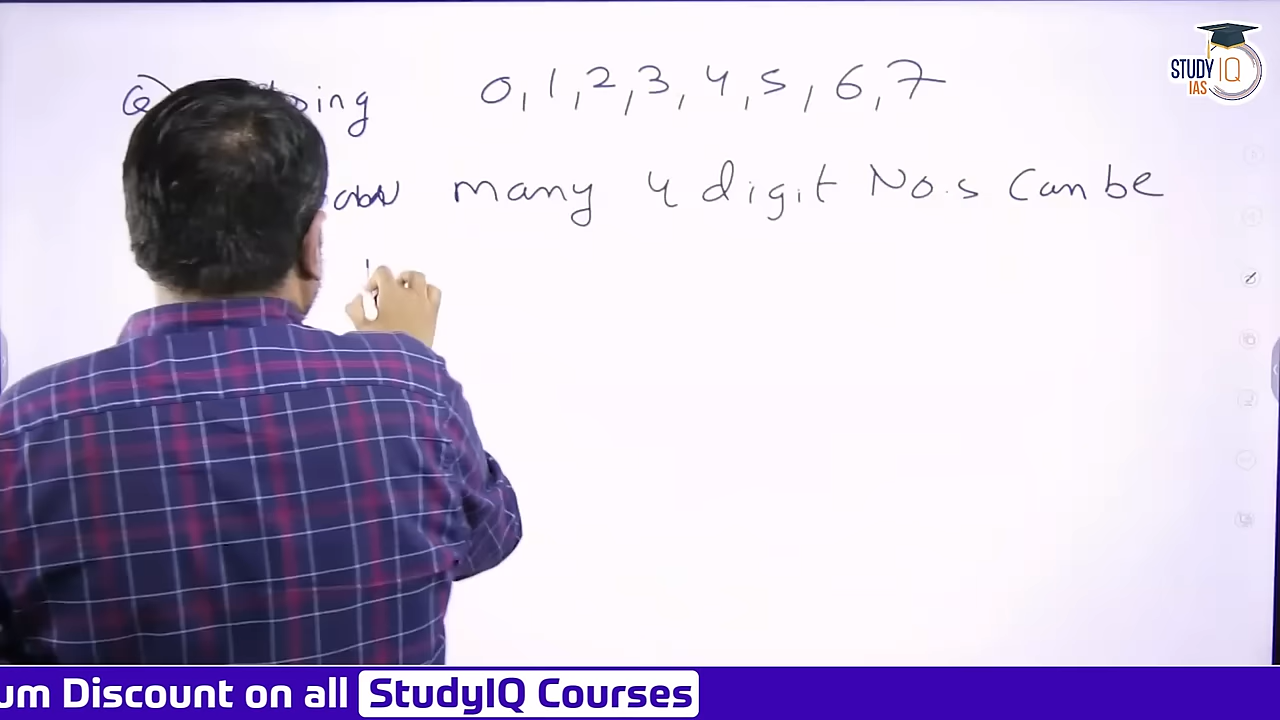 0, 1, 2, 3, 4, 5, 6, 7
many 4 digit No.s can be
STUDY IQ
IAS
um Discount on all StudyIQ Courses